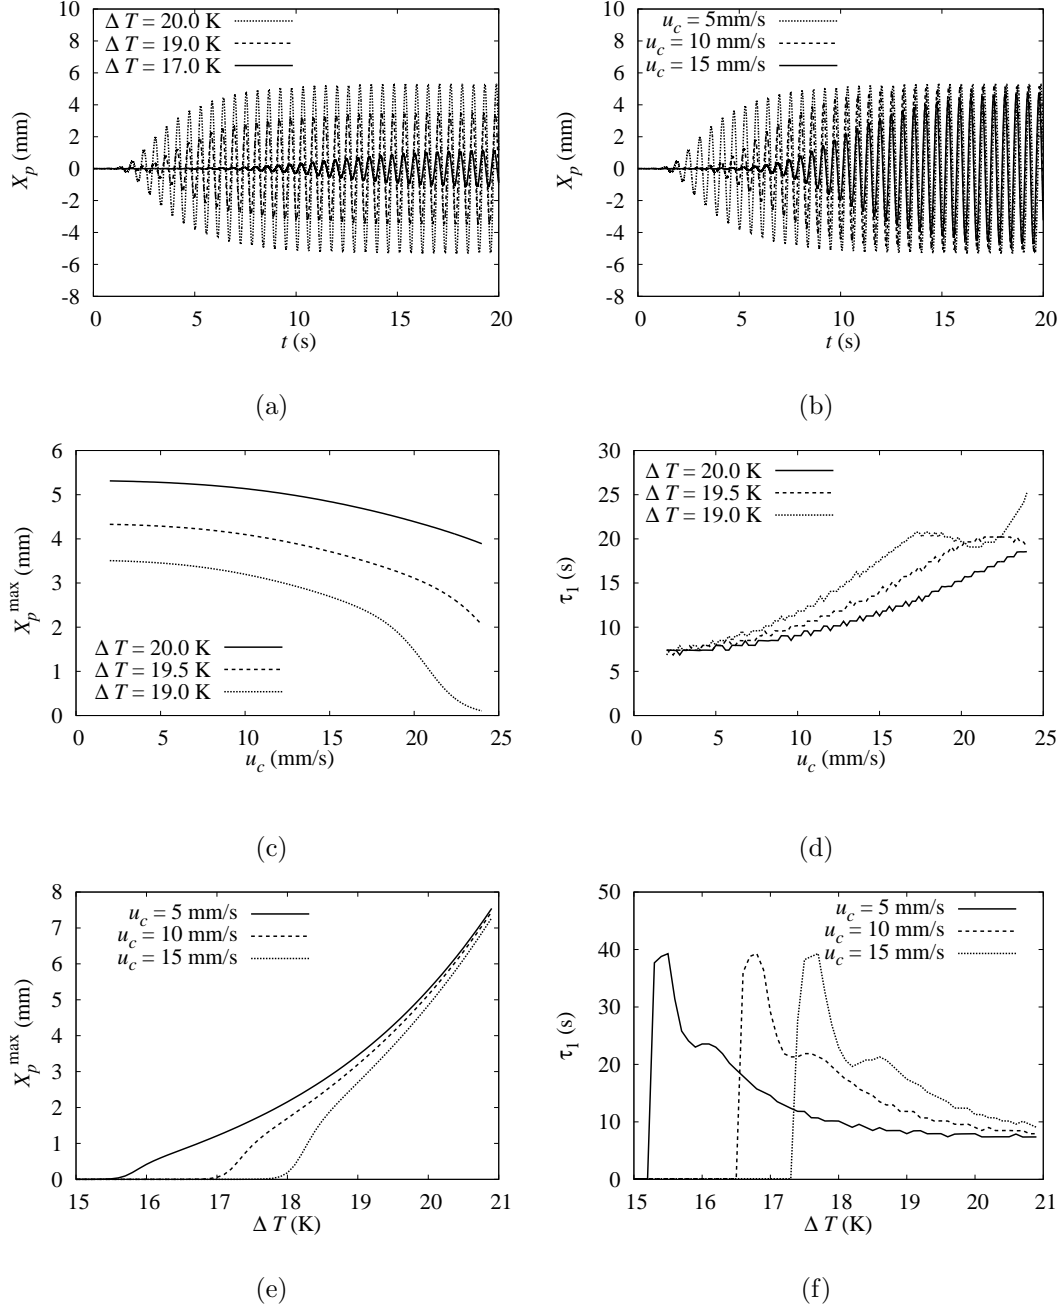 10
8
6
4
2
0
-2
-4
-6
-8
0 5 10 15 20
X_p (mm)
t (s)
Δ T = 20.0 K
Δ T = 19.0 K
Δ T = 17.0 K
(a)
10
8
6
4
2
0
-2
-4
-6
-8
0 5 10 15 20
X_p (mm)
t (s)
u_c = 5mm/s
u_c = 10 mm/s
u_c = 15 mm/s
(b)
6
5
4
3
2
1
0
0 5 10 15 20 25
X_p^max (mm)
u_c (mm/s)
Δ T = 20.0 K
Δ T = 19.5 K
Δ T = 19.0 K
(c)
30
25
20
15
10
5
0
0 5 10 15 20 25
τ_l (s)
u_c (mm/s)
Δ T = 20.0 K
Δ T = 19.5 K
Δ T = 19.0 K
(d)
8
7
6
5
4
3
2
1
0
15 16 17 18 19 20 21
X_p^max (mm)
Δ T (K)
u_c = 5 mm/s
u_c = 10 mm/s
u_c = 15 mm/s
(e)
50
40
30
20
10
0
15 16 17 18 19 20 21
τ_l (s)
Δ T (K)
u_c = 5 mm/s
u_c = 10 mm/s
u_c = 15 mm/s
(f)